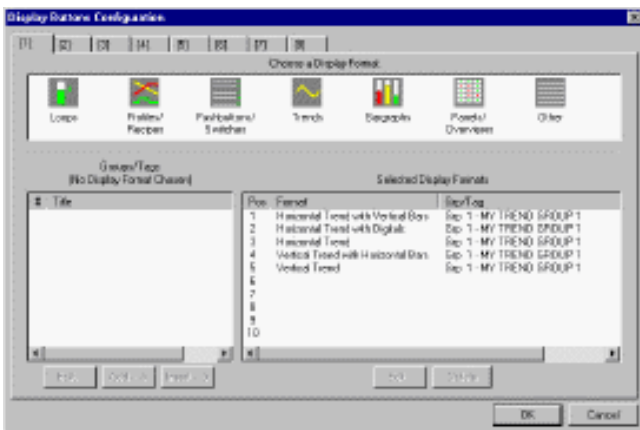 Display Buttons Configuration
[1] [2] [3] [4] [5] [6] [7] [8]
Choose a Display Format
Loops
Profiles/
Recipes
Pushbuttons/
Switches
Trends
Bargraphs
Panels/
Overviews
Other
Groups/Tags
(No Display Format Chosen)
# Title
Selected Display Formats
Pos Format Grp/Tag
1 Horizontal Trend with Vertical Bars Grp 1 - MY TREND GROUP 1
2 Horizontal Trend with Digitals Grp 1 - MY TREND GROUP 1
3 Horizontal Trend Grp 1 - MY TREND GROUP 1
4 Vertical Trend with Horizontal Bars Grp 1 - MY TREND GROUP 1
5 Vertical Trend Grp 1 - MY TREND GROUP 1
6
7
8
9
10
Edit.. Add --> Insert -->
Edit Delete
OK Cancel